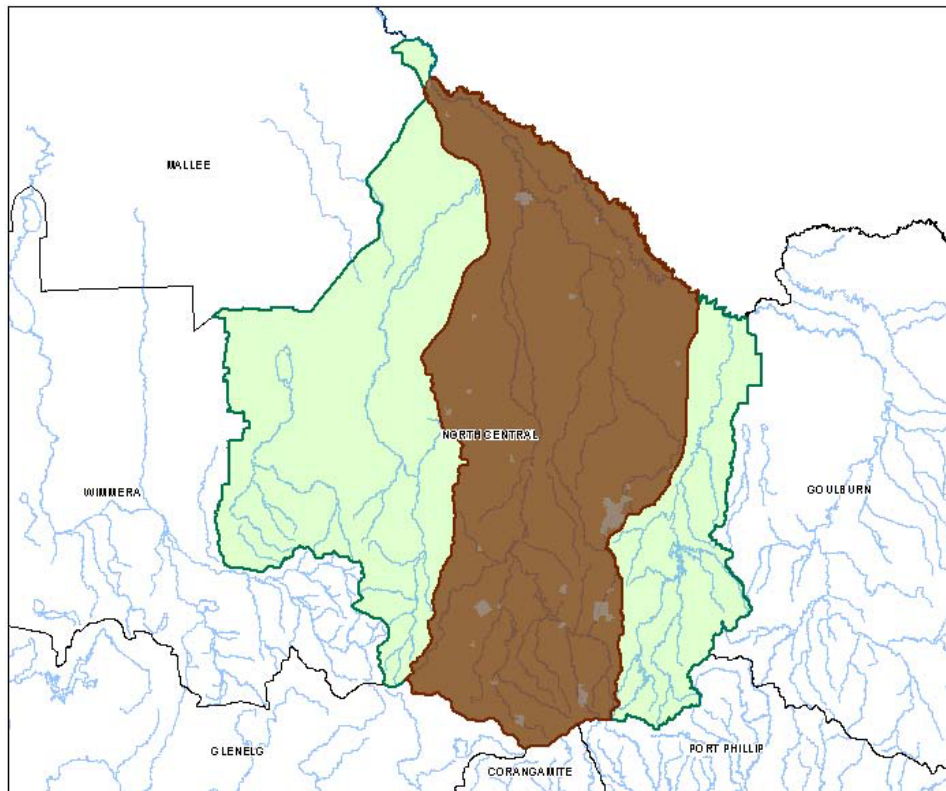 MALLEE
NORTH CENTRAL
WIMMERA
GOULBURN
GLENELG
PORT PHILLIP
CORANGAMITE